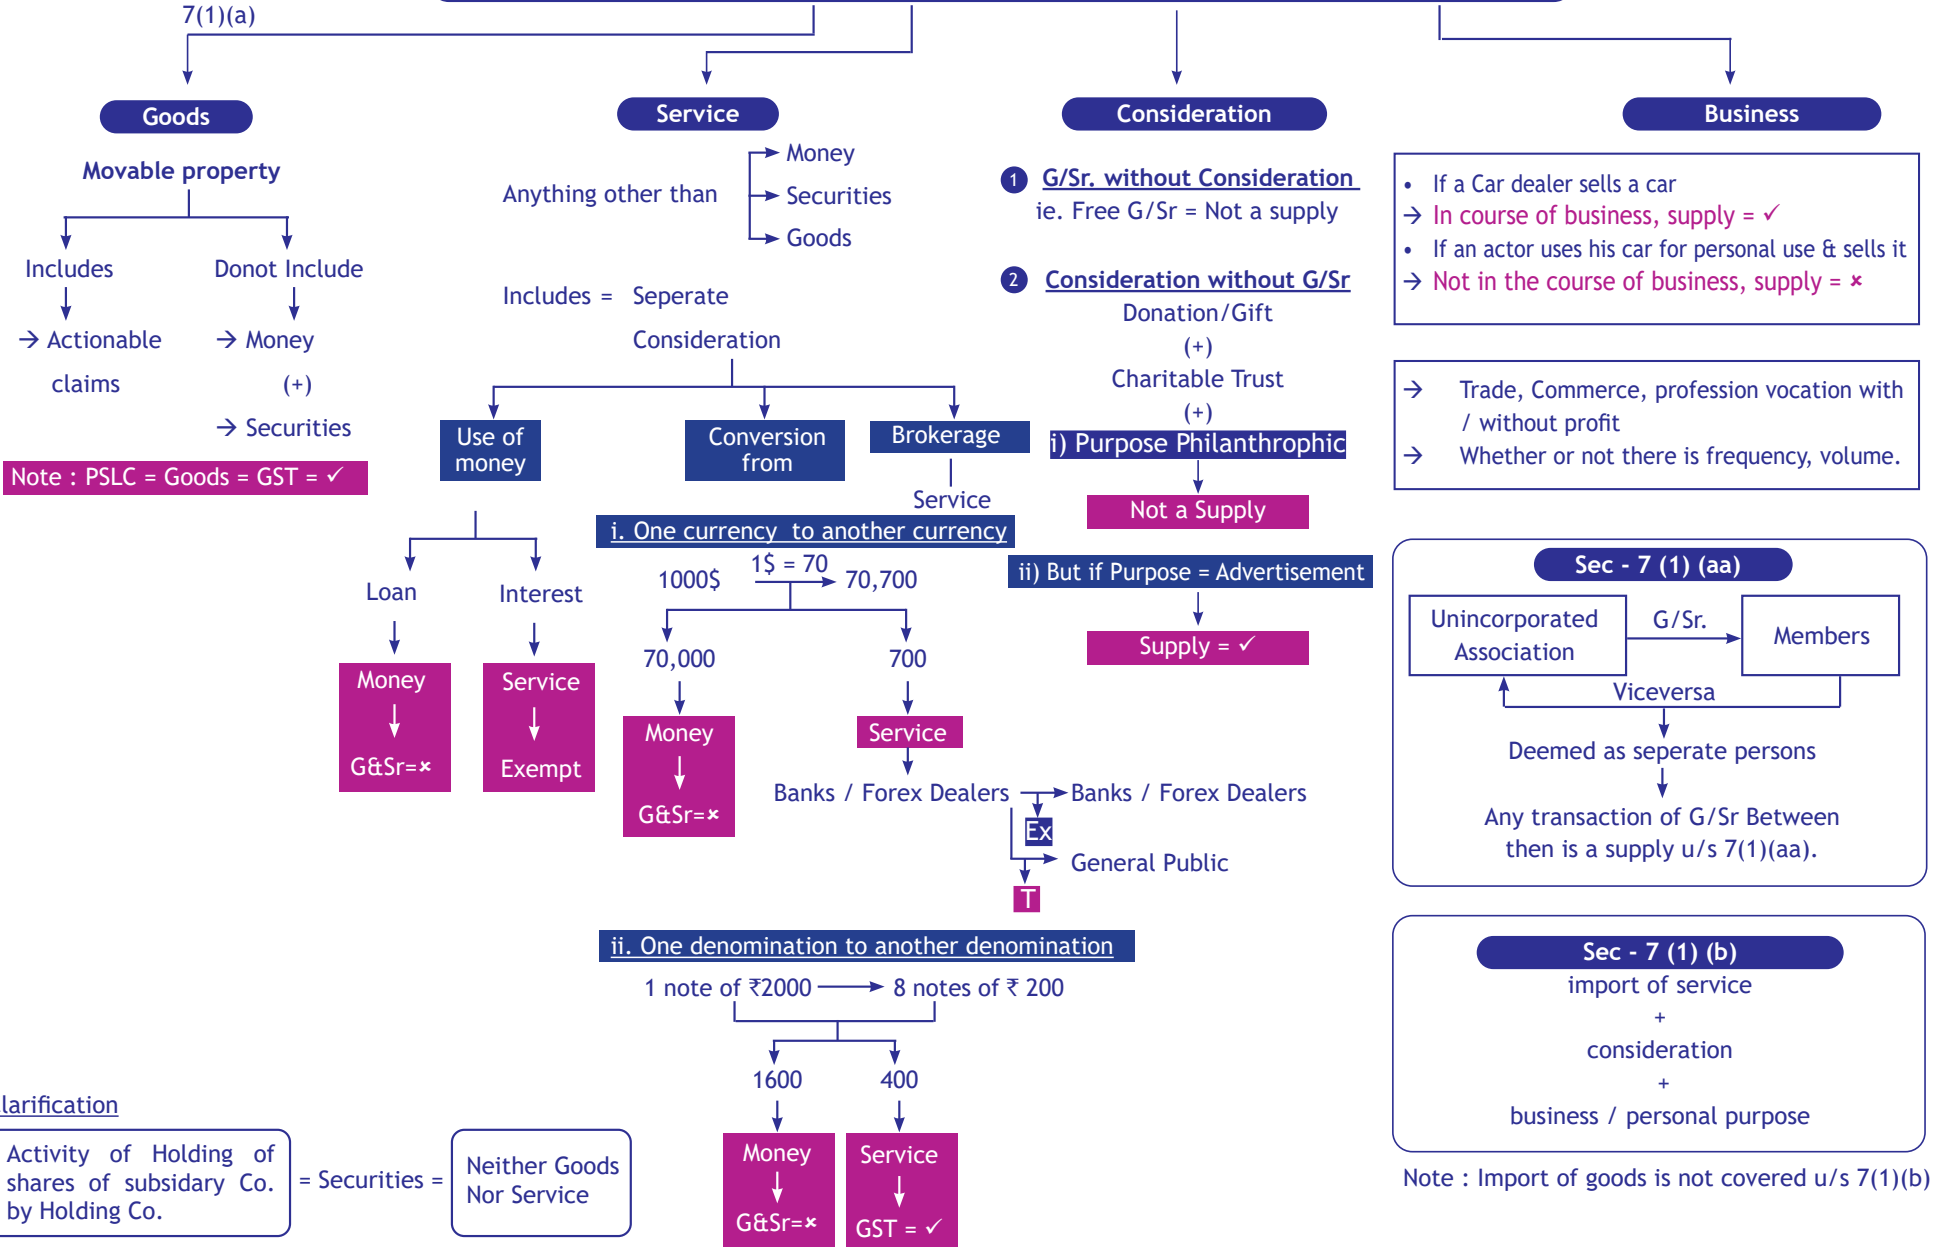 7(1)(a)
Goods
Movable property
Includes
Donot Include
→ Actionable
claims
→ Money
(+)
→ Securities
Note : PSLC = Goods = GST = ✓
Service
Anything other than
Money
Securities
Goods
Includes = Seperate
Consideration
Use of
money
Conversion
from
Brokerage
Service
Loan
Interest
Money
G&Sr=×
Service
Exempt
i. One currency to another currency
1000$
1$ = 70
70,700
70,000
700
Money
G&Sr=×
Service
Banks / Forex Dealers
Banks / Forex Dealers
Ex
General Public
T
ii. One denomination to another denomination
1 note of ₹2000
8 notes of ₹ 200
1600
400
Money
G&Sr=×
Service
GST = ✓
Consideration
1 G/Sr. without Consideration
ie. Free G/Sr = Not a supply
2 Consideration without G/Sr
Donation/Gift
(+)
Charitable Trust
(+)
i) Purpose Philanthrophic
Not a Supply
ii) But if Purpose = Advertisement
Supply = ✓
Business
• If a Car dealer sells a car
→ In course of business, supply = ✓
• If an actor uses his car for personal use & sells it
→ Not in the course of business, supply = ×
→ Trade, Commerce, profession vocation with
/ without profit
→ Whether or not there is frequency, volume.
Sec - 7 (1) (aa)
Unincorporated
Association
G/Sr.
Members
Viceversa
Deemed as seperate persons
Any transaction of G/Sr Between
then is a supply u/s 7(1)(aa).
Sec - 7 (1) (b)
import of service
+
consideration
+
business / personal purpose
Note : Import of goods is not covered u/s 7(1)(b)
larification
Activity of Holding of
shares of subsidary Co.
by Holding Co.
= Securities =
Neither Goods
Nor Service